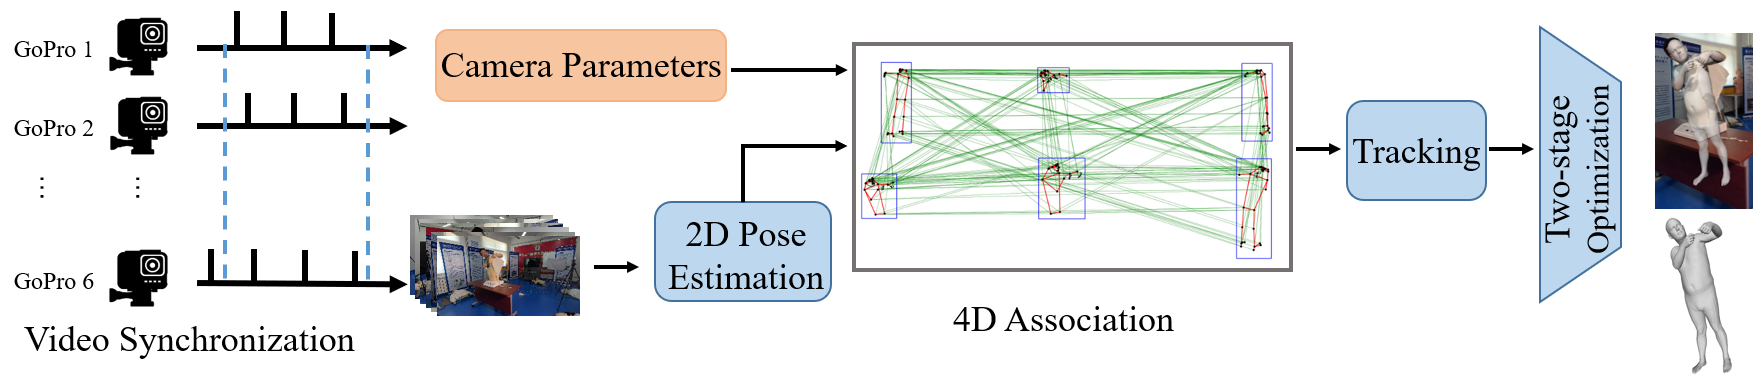 GoPro 1
GoPro 2
GoPro 6
Video Synchronization
Camera Parameters
2D Pose
Estimation
4D Association
Tracking
Two-stage
Optimization